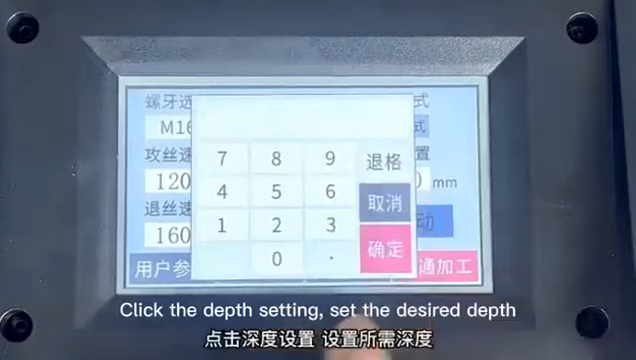 螺牙选
式
M16
式
攻丝速
置
120
0 mm
退丝速
动
160
用户参
通加工
7 8 9 退格
4 5 6 取消
1 2 3 确定
0 .
Click the depth setting, set the desired depth
点击深度设置 设置所需深度